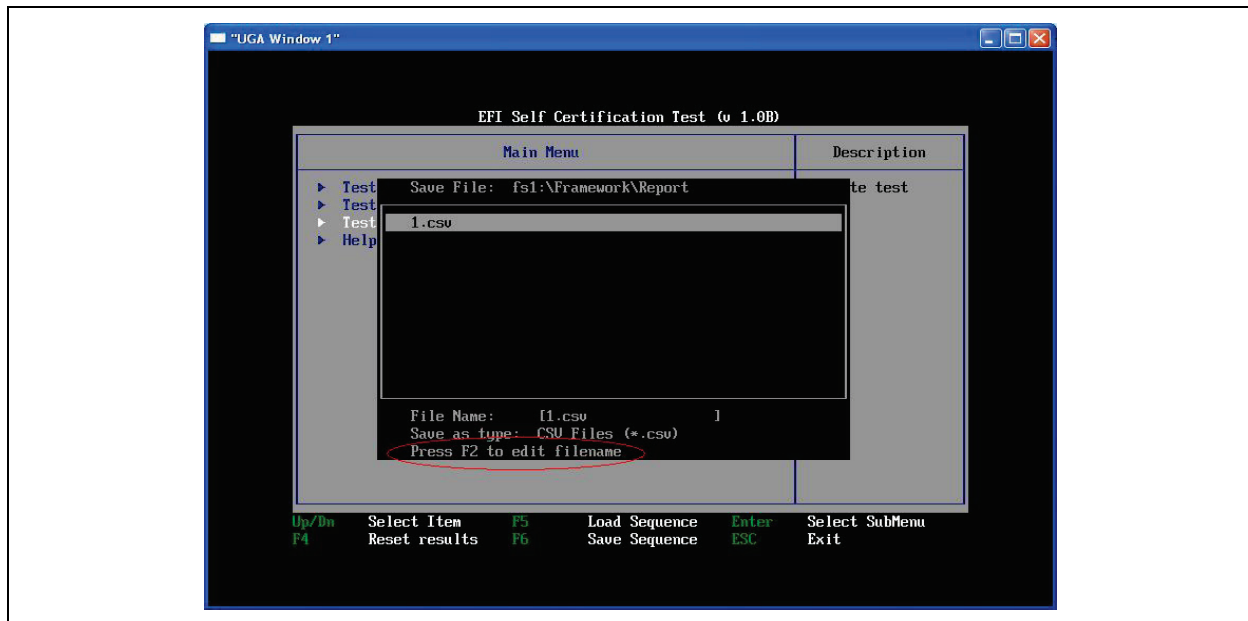 "UGA Window 1"
EFI Self Certification Test (v 1.0B)
Main Menu Description
Test Save File: fs1:\Framework\Report te test
Test
Test 1.csv
Help
File Name: [1.csv ]
Save as type: CSV Files (*.csv)
Press F2 to edit filename
Up/Dn Select Item F5 Load Sequence Enter Select SubMenu
F4 Reset results F6 Save Sequence ESC Exit